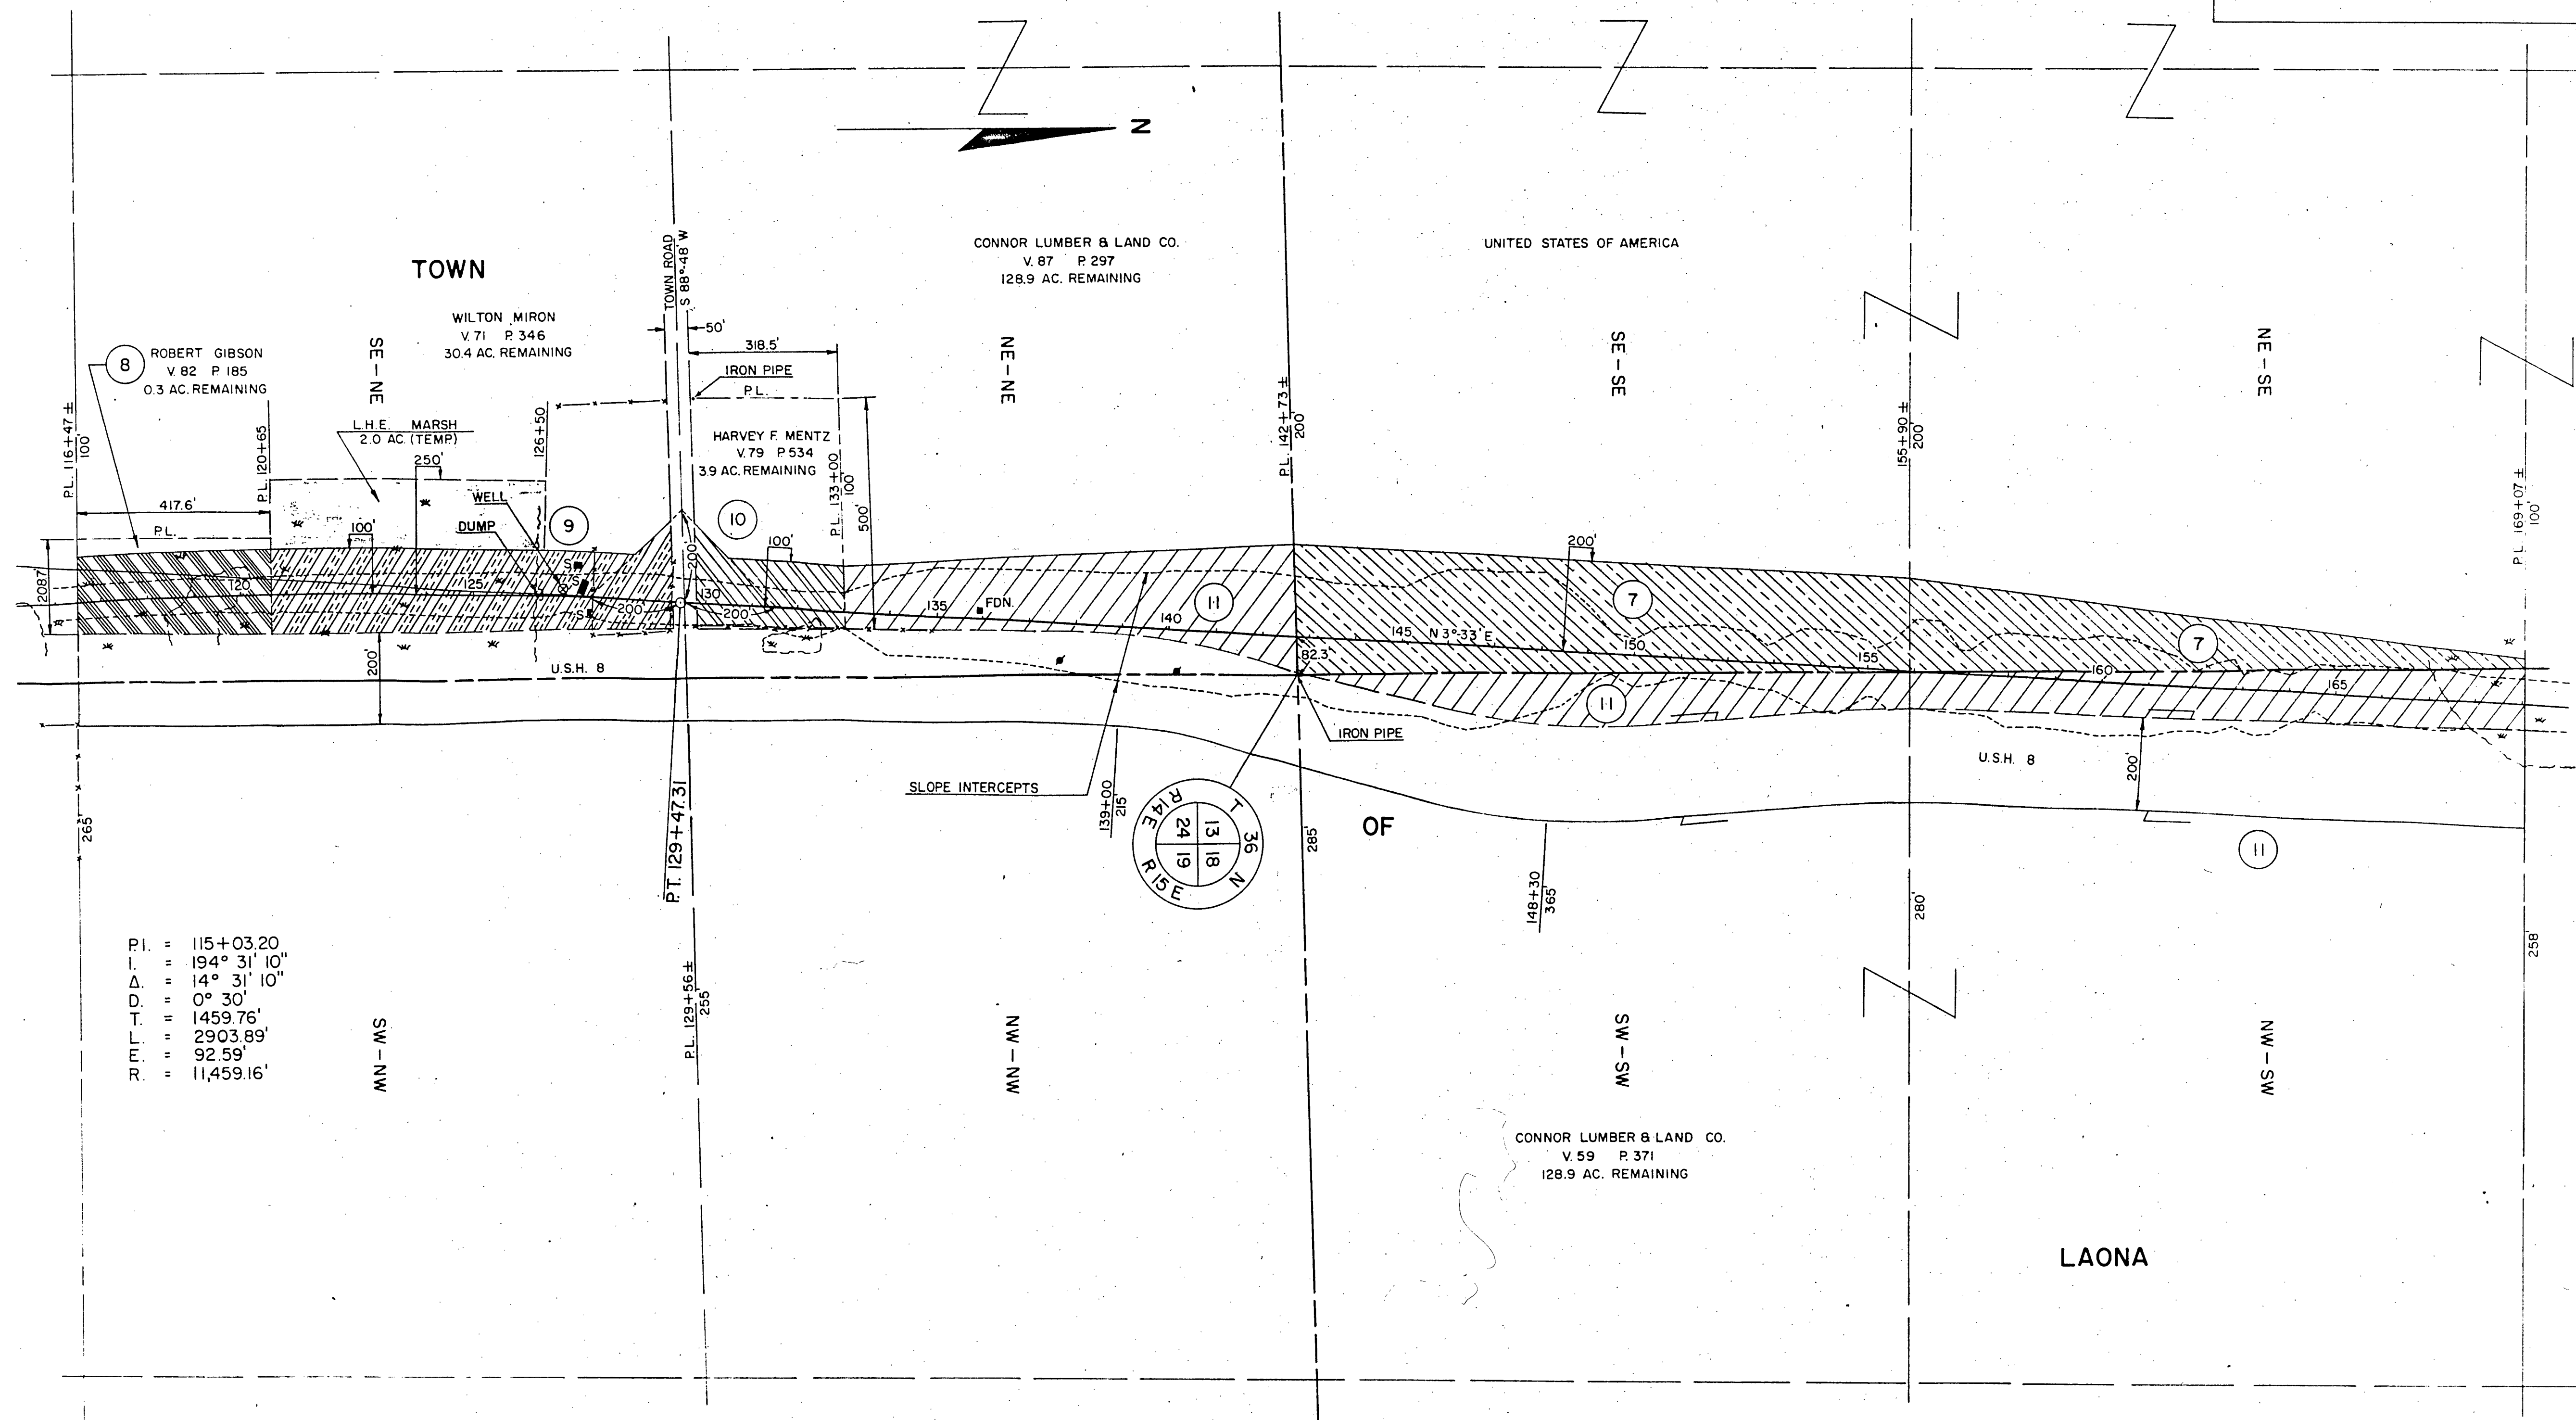 N
TOWN
WILTON MIRON
V. 71 P. 346
30.4 AC. REMAINING
8
ROBERT GIBSON
V. 82 P. 185
0.3 AC. REMAINING
SE – NE
TOWN ROAD
S 88°-48' W
50'
318.5'
IRON PIPE
P.L.
CONNOR LUMBER & LAND CO.
V. 87 P. 297
128.9 AC. REMAINING
NE – NE
UNITED STATES OF AMERICA
SE – SE
NE – SE
P.L. 116+47 ±
100'
P.L. 120+65
L.H.E. MARSH
2.0 AC. (TEMP)
250'
126+50
HARVEY F. MENTZ
V. 79 P. 534
3.9 AC. REMAINING
P.L. 133+00
100'
500'
P.L. 142+73 ±
200'
155+90 ±
200'
P.L. 169+07 ±
100'
417.6'
P.L.
WELL
DUMP
9
10
100'
100'
200'
200'
208.7'
120
125
S
S
S
200'
130
200'
135
FDN.
140
11
145
N 3°-33' E
7
150
155
7
160
165
82.3'
11
U.S.H. 8
200'
IRON PIPE
U.S.H. 8
200'
SLOPE INTERCEPTS
265'
P.T. 129+47.31
139+00
215'
T 36 N
R14E
R15E
13 18
24 19
285'
OF
148+30
365'
280'
11
258'
P.I. = 115+03.20
I. = 194° 31' 10"
Δ. = 14° 31' 10"
D. = 0° 30'
T. = 1459.76'
L. = 2903.89'
E. = 92.59'
R. = 11,459.16'
P.L. 129+56 ±
255'
SW – NW
NW – NW
SW – SW
NW – SW
CONNOR LUMBER & LAND CO.
V. 59 P. 371
128.9 AC. REMAINING
LAONA